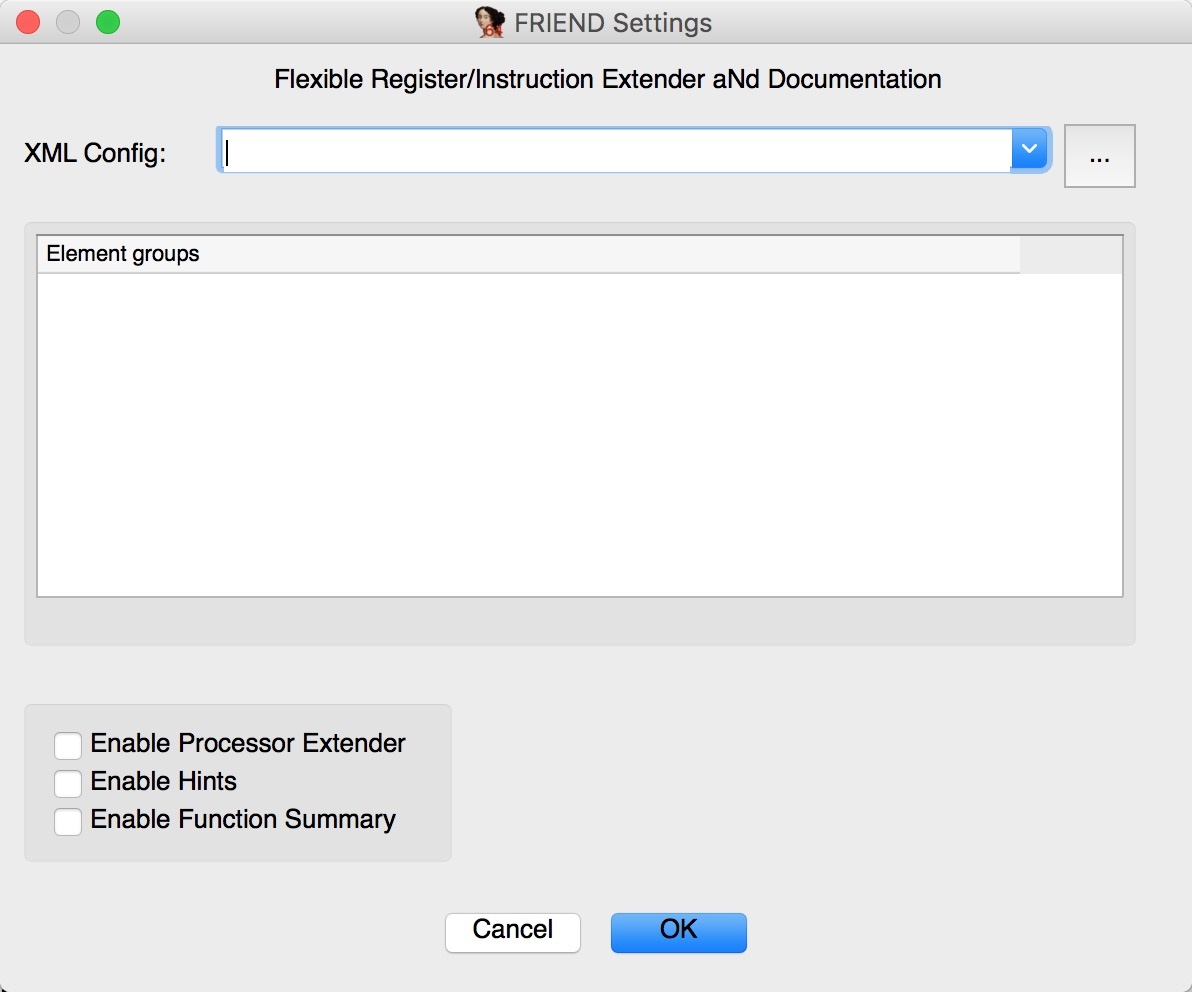 FRIEND Settings
Flexible Register/Instruction Extender aNd Documentation
XML Config:
...
Element groups
Enable Processor Extender
Enable Hints
Enable Function Summary
Cancel OK